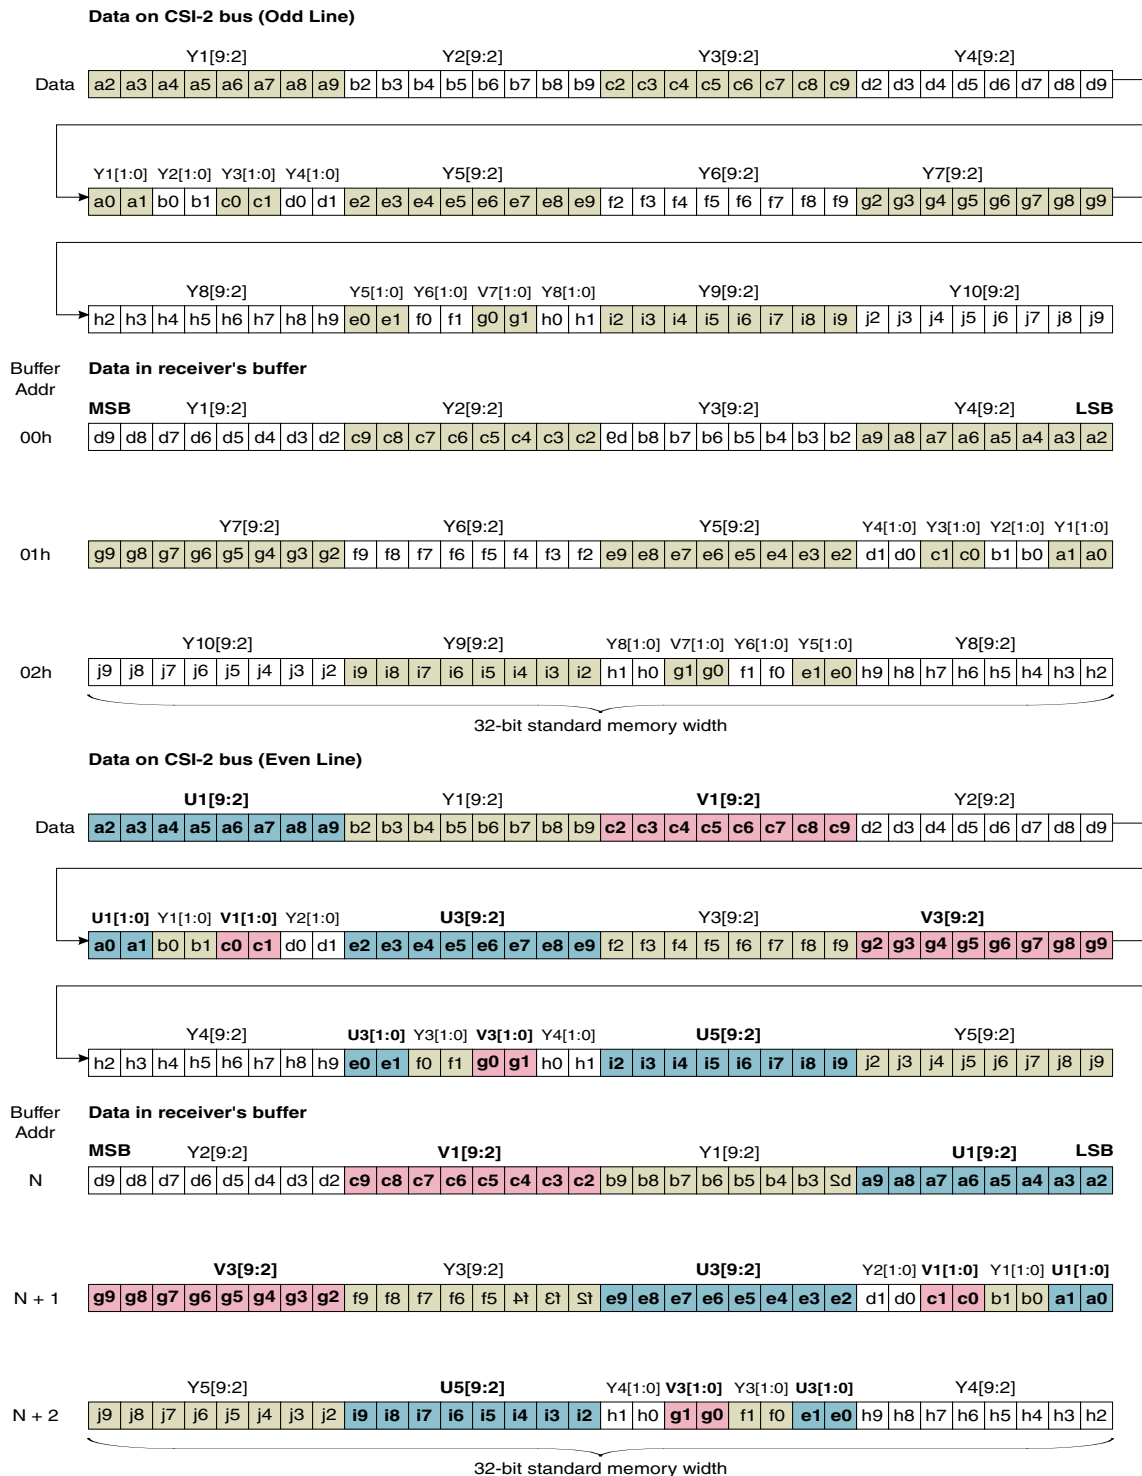 Data on CSI-2 bus (Odd Line)
Y1[9:2] Y2[9:2] Y3[9:2] Y4[9:2]
Data a2 a3 a4 a5 a6 a7 a8 a9 b2 b3 b4 b5 b6 b7 b8 b9 c2 c3 c4 c5 c6 c7 c8 c9 d2 d3 d4 d5 d6 d7 d8 d9
Y1[1:0] Y2[1:0] Y3[1:0] Y4[1:0] Y5[9:2] Y6[9:2] Y7[9:2]
a0 a1 b0 b1 c0 c1 d0 d1 e2 e3 e4 e5 e6 e7 e8 e9 f2 f3 f4 f5 f6 f7 f8 f9 g2 g3 g4 g5 g6 g7 g8 g9
Y8[9:2] Y5[1:0] Y6[1:0] V7[1:0] Y8[1:0] Y9[9:2] Y10[9:2]
h2 h3 h4 h5 h6 h7 h8 h9 e0 e1 f0 f1 g0 g1 h0 h1 i2 i3 i4 i5 i6 i7 i8 i9 j2 j3 j4 j5 j6 j7 j8 j9
Buffer Addr Data in receiver's buffer
MSB Y1[9:2] Y2[9:2] Y3[9:2] Y4[9:2] LSB
00h d9 d8 d7 d6 d5 d4 d3 d2 c9 c8 c7 c6 c5 c4 c3 c2 b9 b8 b7 b6 b5 b4 b3 b2 a9 a8 a7 a6 a5 a4 a3 a2
Y7[9:2] Y6[9:2] Y5[9:2] Y4[1:0] Y3[1:0] Y2[1:0] Y1[1:0]
01h g9 g8 g7 g6 g5 g4 g3 g2 f9 f8 f7 f6 f5 f4 f3 f2 e9 e8 e7 e6 e5 e4 e3 e2 d1 d0 c1 c0 b1 b0 a1 a0
Y10[9:2] Y9[9:2] Y8[1:0] V7[1:0] Y6[1:0] Y5[1:0] Y8[9:2]
02h j9 j8 j7 j6 j5 j4 j3 j2 i9 i8 i7 i6 i5 i4 i3 i2 h1 h0 g1 g0 f1 f0 e1 e0 h9 h8 h7 h6 h5 h4 h3 h2
32-bit standard memory width
Data on CSI-2 bus (Even Line)
U1[9:2] Y1[9:2] V1[9:2] Y2[9:2]
Data a2 a3 a4 a5 a6 a7 a8 a9 b2 b3 b4 b5 b6 b7 b8 b9 c2 c3 c4 c5 c6 c7 c8 c9 d2 d3 d4 d5 d6 d7 d8 d9
U1[1:0] Y1[1:0] V1[1:0] Y2[1:0] U3[9:2] Y3[9:2] V3[9:2]
a0 a1 b0 b1 c0 c1 d0 d1 e2 e3 e4 e5 e6 e7 e8 e9 f2 f3 f4 f5 f6 f7 f8 f9 g2 g3 g4 g5 g6 g7 g8 g9
Y4[9:2] U3[1:0] Y3[1:0] V3[1:0] Y4[1:0] U5[9:2] Y5[9:2]
h2 h3 h4 h5 h6 h7 h8 h9 e0 e1 f0 f1 g0 g1 h0 h1 i2 i3 i4 i5 i6 i7 i8 i9 j2 j3 j4 j5 j6 j7 j8 j9
Buffer Addr Data in receiver's buffer
MSB Y2[9:2] V1[9:2] Y1[9:2] U1[9:2] LSB
N d9 d8 d7 d6 d5 d4 d3 d2 c9 c8 c7 c6 c5 c4 c3 c2 b9 b8 b7 b6 b5 b4 b3 b2 a9 a8 a7 a6 a5 a4 a3 a2
V3[9:2] Y3[9:2] U3[9:2] Y2[1:0] V1[1:0] Y1[1:0] U1[1:0]
N + 1 g9 g8 g7 g6 g5 g4 g3 g2 f9 f8 f7 f6 f5 f4 f3 f2 e9 e8 e7 e6 e5 e4 e3 e2 d1 d0 c1 c0 b1 b0 a1 a0
Y5[9:2] U5[9:2] Y4[1:0] V3[1:0] Y3[1:0] U3[1:0] Y4[9:2]
N + 2 j9 j8 j7 j6 j5 j4 j3 j2 i9 i8 i7 i6 i5 i4 i3 i2 h1 h0 g1 g0 f1 f0 e1 e0 h9 h8 h7 h6 h5 h4 h3 h2
32-bit standard memory width